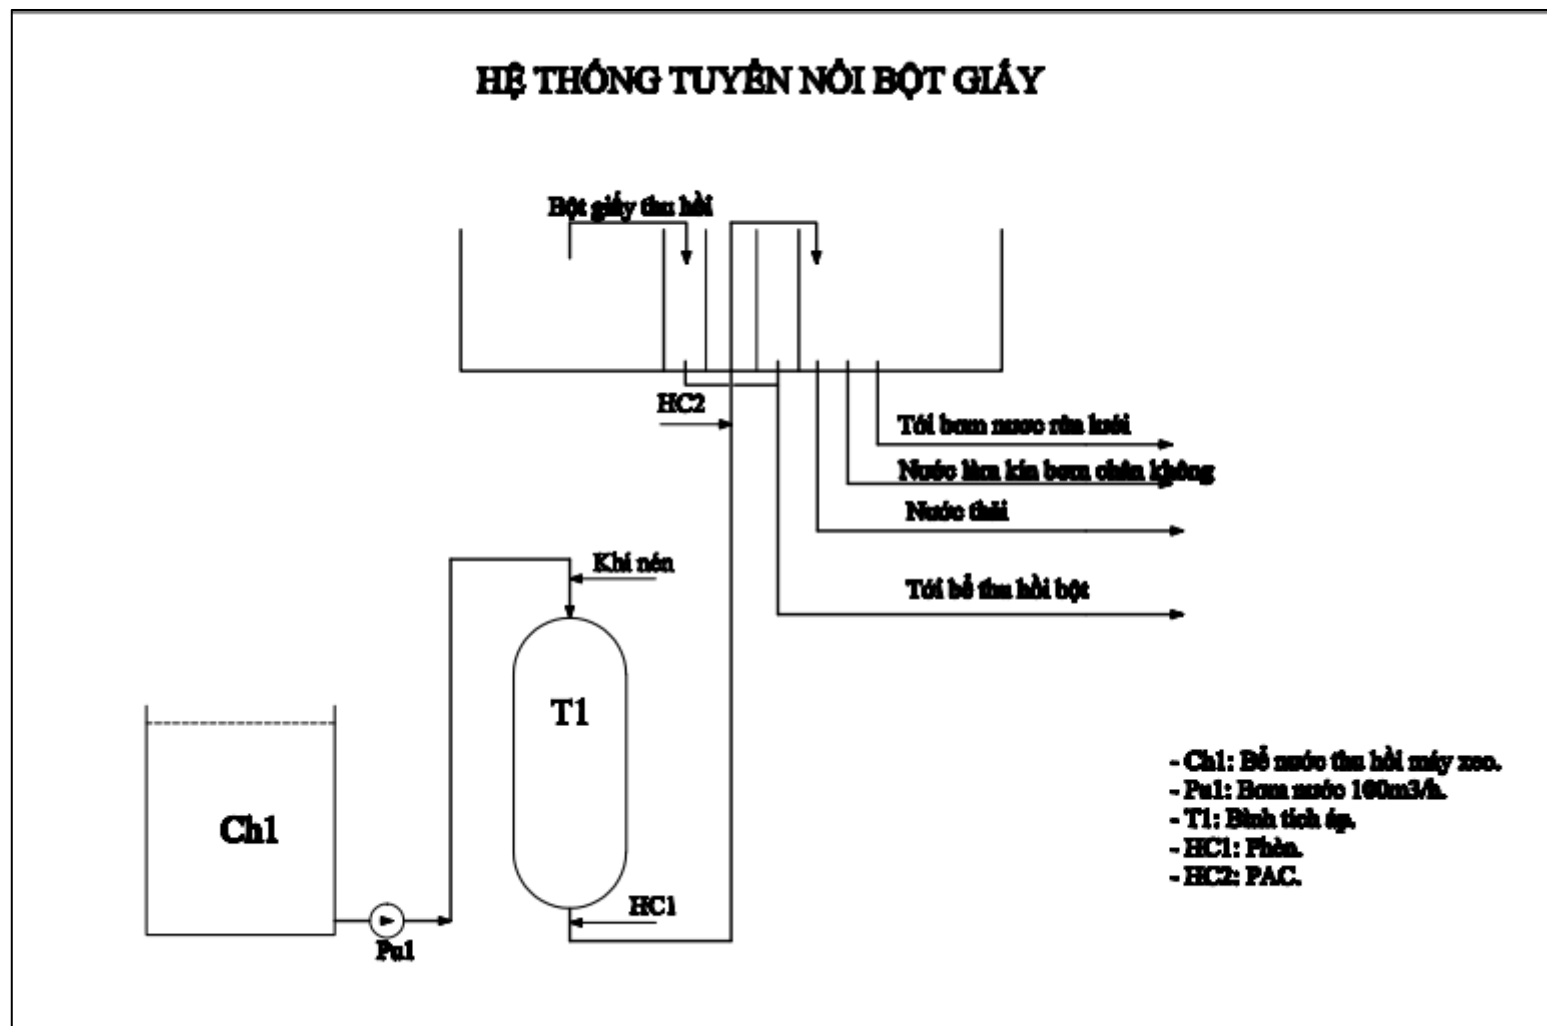 HỆ THỐNG TUYỂN NỔI BỘT GIẤY
Bột giấy thu hồi
HC2
Tới bơm nước rửa lưới
Nước làm kín bơm chân không
Nước thải
Khí nén
Tới bể thu hồi bột
T1
Ch1
HC1
Pu1
- Ch1: Bể nước thu hồi máy xeo.
- Pu1: Bơm nước 100m3/h.
- T1: Bình tích áp.
- HC1: Phèn.
- HC2: PAC.